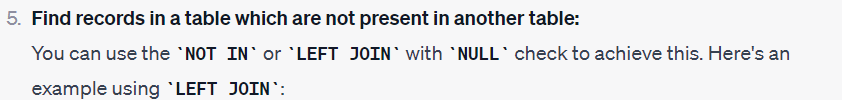 5. Find records in a table which are not present in another table:
You can use the `NOT IN` or `LEFT JOIN` with `NULL` check to achieve this. Here's an
example using `LEFT JOIN`: